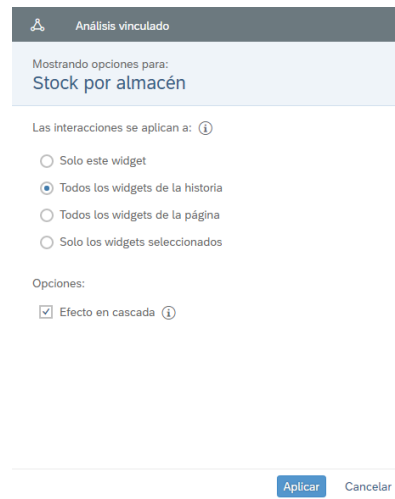 Análisis vinculado
Mostrando opciones para:
Stock por almacén
Las interacciones se aplican a:
Solo este widget
Todos los widgets de la historia
Todos los widgets de la página
Solo los widgets seleccionados
Opciones:
Efecto en cascada
Aplicar Cancelar